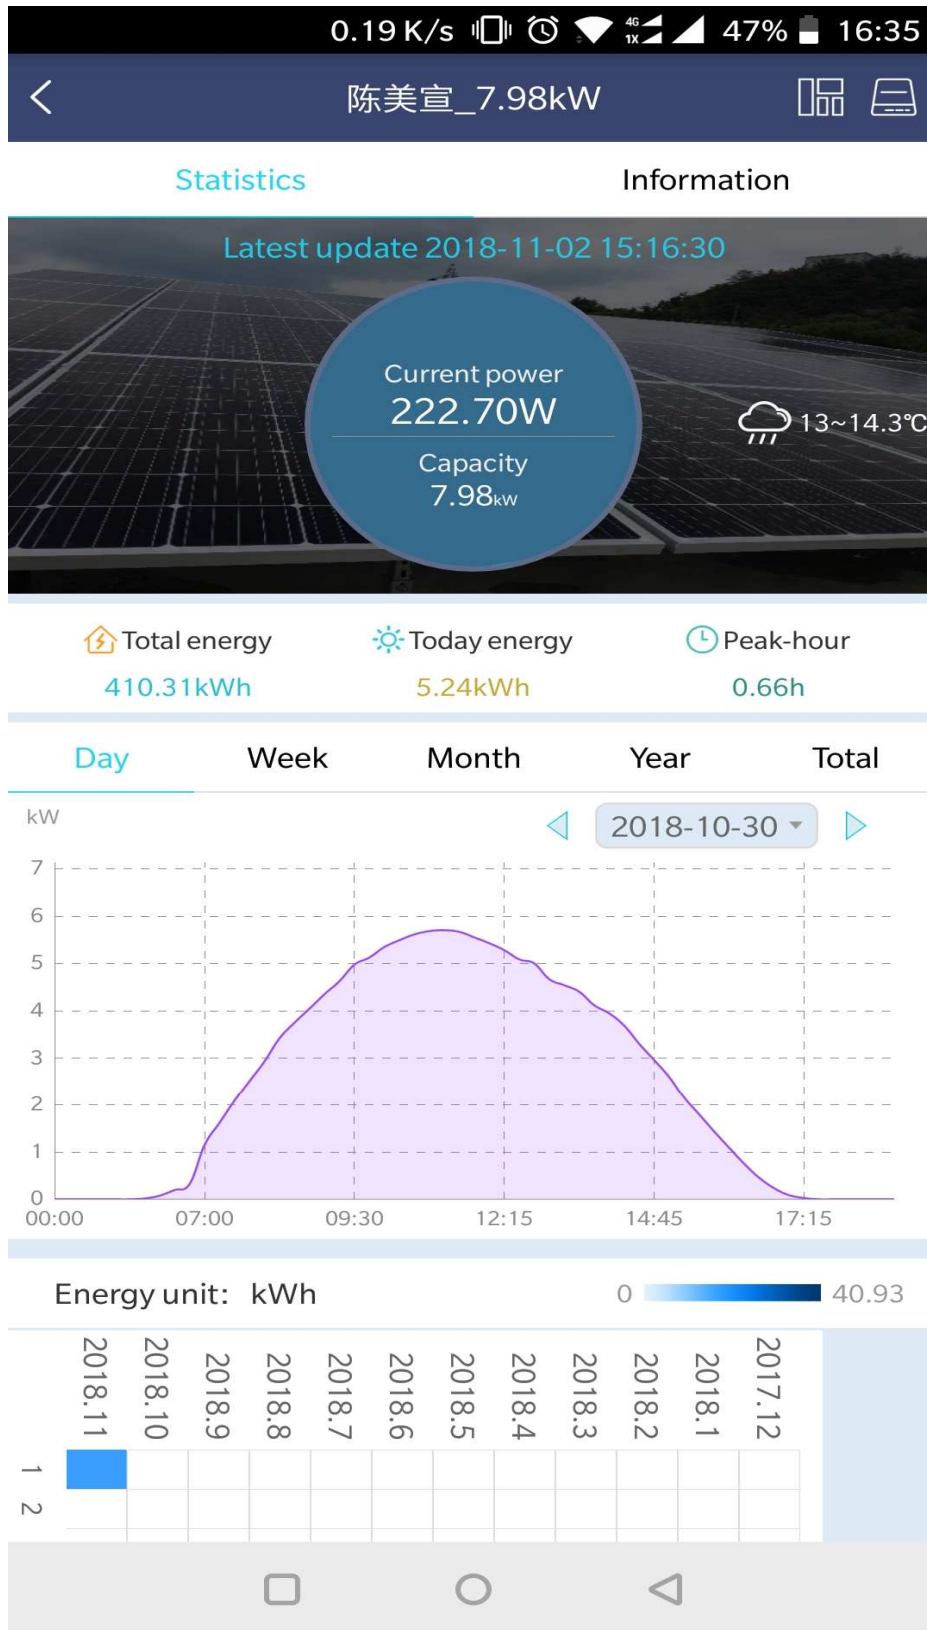 0.19 K/s 4G 1X 47% 16:35
陈美宣_7.98kW
Statistics Information
Latest update 2018-11-02 15:16:30
Current power
222.70W
13~14.3℃
Capacity
7.98kW
Total energy Today energy Peak-hour
410.31kWh 5.24kWh 0.66h
Day Week Month Year Total
kW
2018-10-30
7
6
5
4
3
2
1
0
00:00 07:00 09:30 12:15 14:45 17:15
Energy unit: kWh 0 40.93
2018.11 2018.10 2018.9 2018.8 2018.7 2018.6 2018.5 2018.4 2018.3 2018.2 2018.1 2017.12
1
2